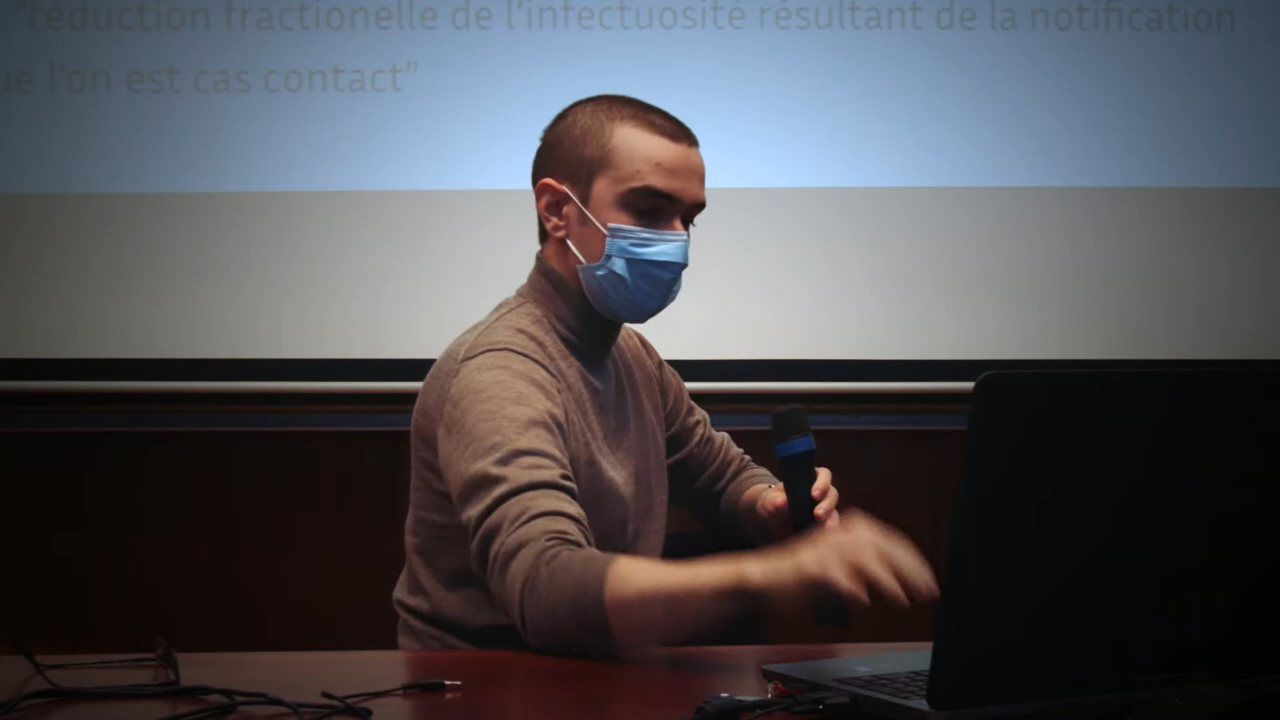 "réduction fractionelle de l'infectuosité résultant de la notification
ue l'on est cas contact"